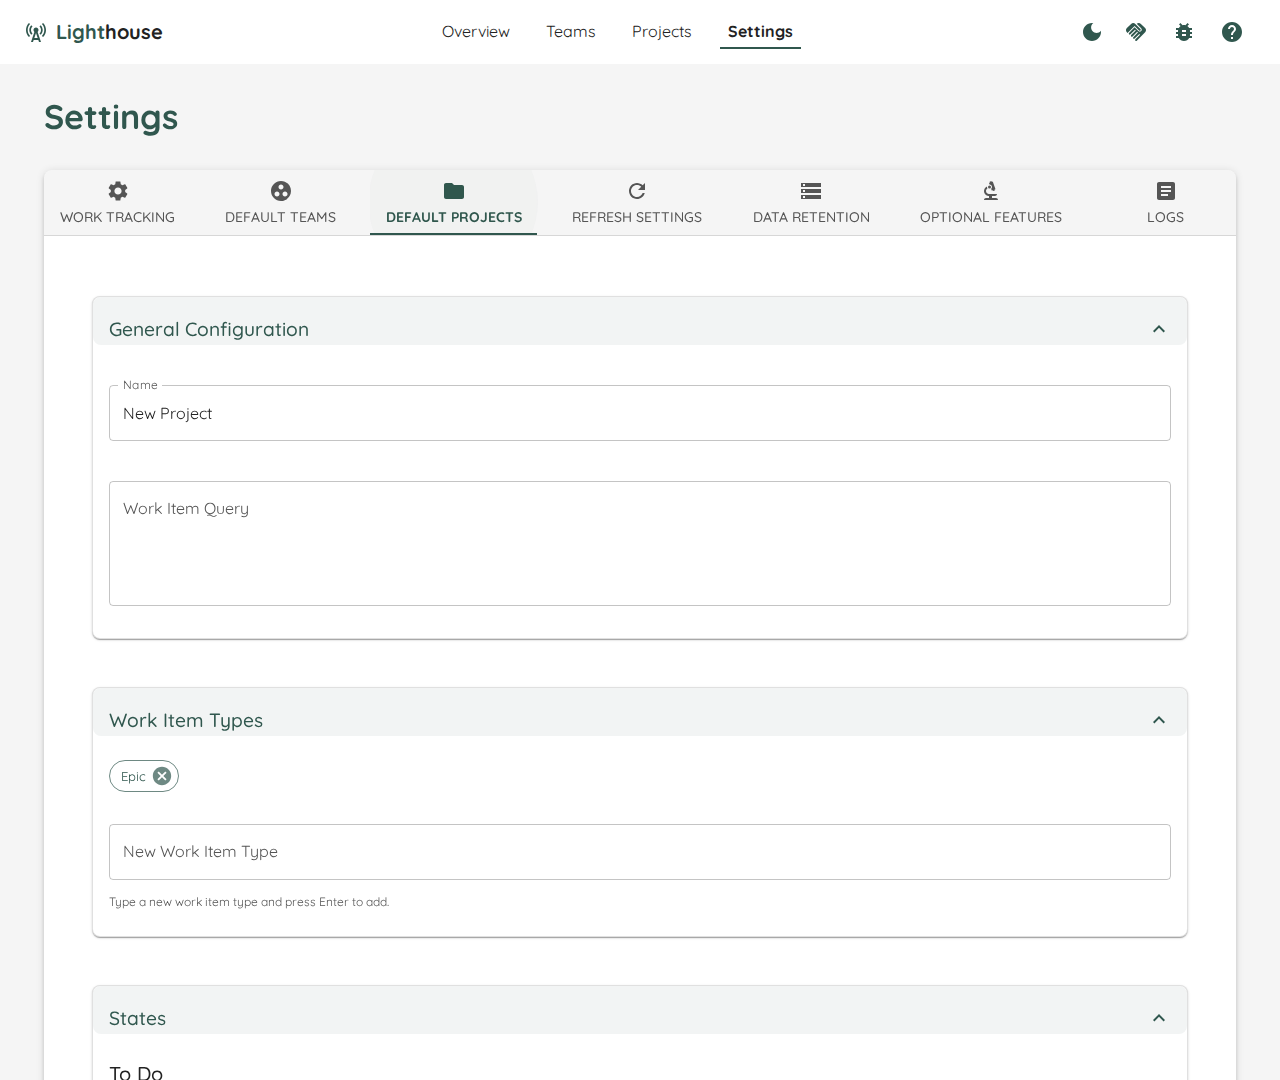 Lighthouse
Overview Teams Projects Settings
Settings
WORK TRACKING DEFAULT TEAMS DEFAULT PROJECTS REFRESH SETTINGS DATA RETENTION OPTIONAL FEATURES LOGS
General Configuration
Name
New Project
Work Item Query
Work Item Types
Epic
New Work Item Type
Type a new work item type and press Enter to add.
States
To Do